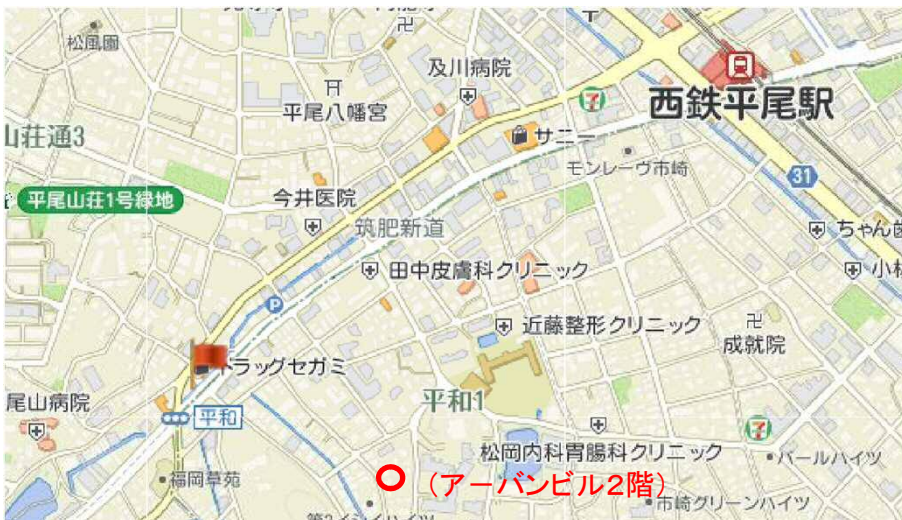 松風園
及川病院
平尾八幡宮
西鉄平尾駅
サニー
山荘通3
モンレーヴ市崎
31
平尾山荘1号緑地
今井医院
筑肥新道
ちゃん
田中皮膚科クリニック
小林
P
近藤整形クリニック
成就院
ドラッグセガミ
平和1
尾山病院
平和
松岡内科胃腸科クリニック
パールハイツ
福岡草苑
(アーバンビル2階)
市崎グリーンハイツ